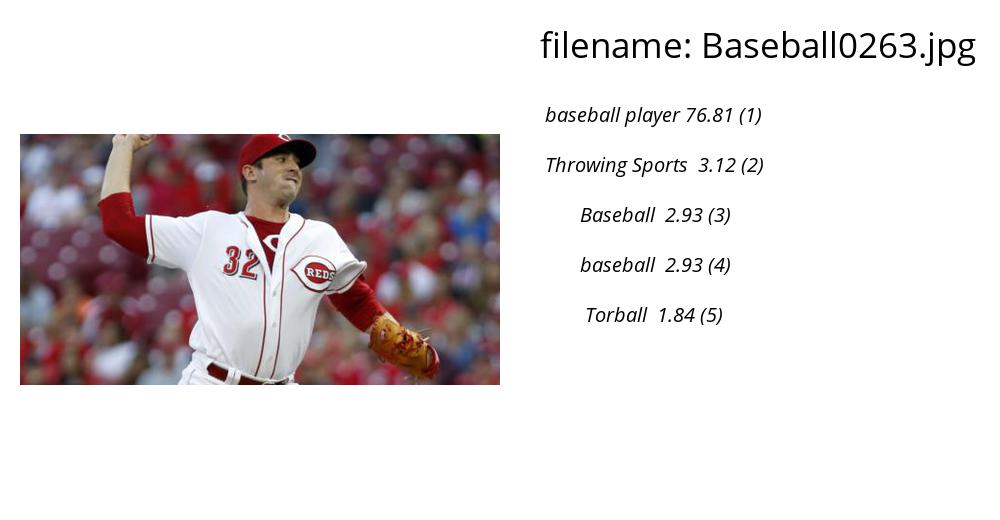 filename: Baseball0263.jpg
baseball player 76.81 (1)
Throwing Sports 3.12 (2)
Baseball 2.93 (3)
baseball 2.93 (4)
Torball 1.84 (5)
32
REDS